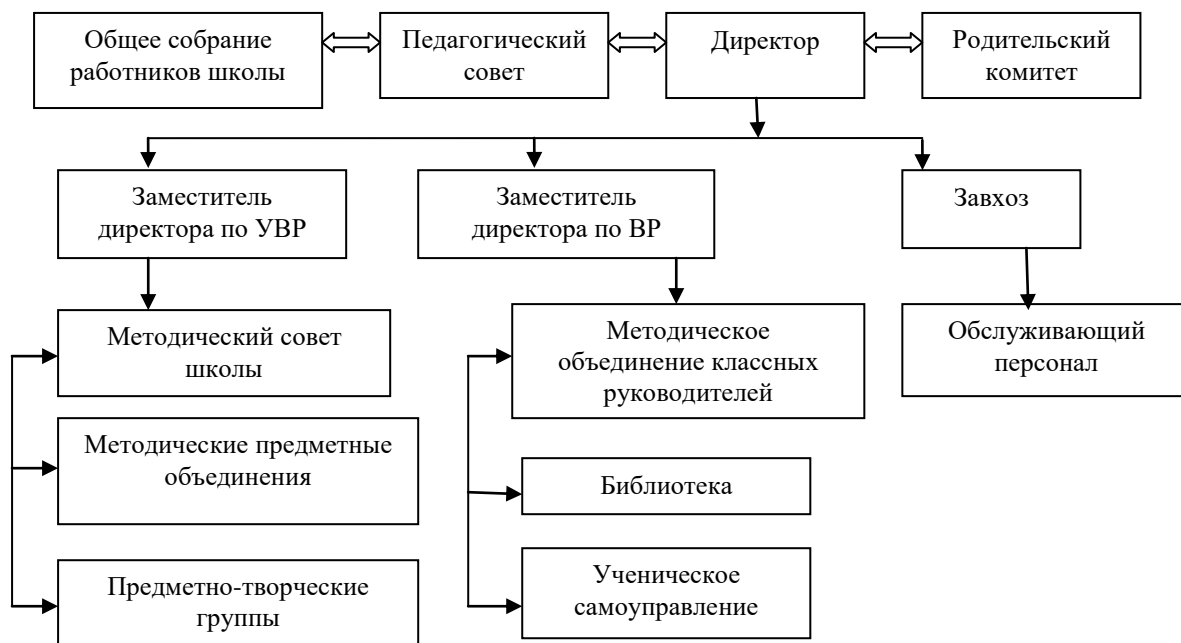 Общее собрание
работников школы
Педагогический
совет
Директор
Родительский
комитет
Заместитель
директора по УВР
Заместитель
директора по ВР
Завхоз
Методический совет
школы
Методическое
объединение классных
руководителей
Обслуживающий
персонал
Методические предметные
объединения
Библиотека
Предметно-творческие
группы
Ученическое
самоуправление